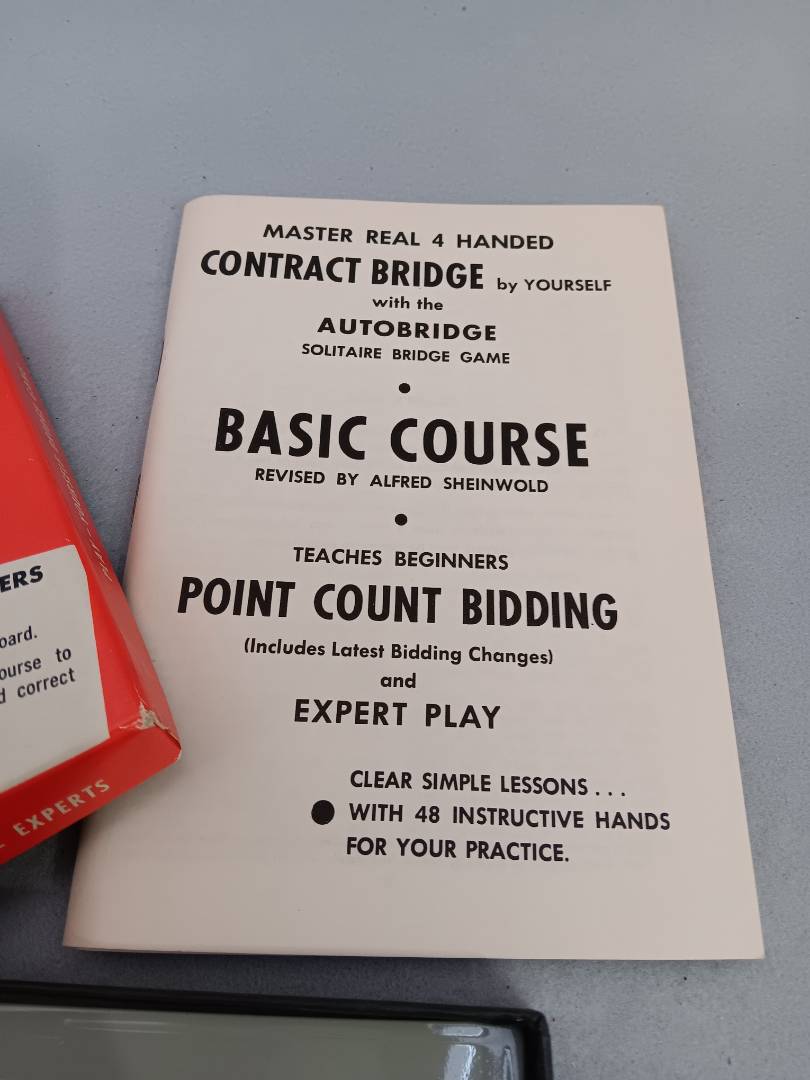 MASTER REAL 4 HANDED
CONTRACT BRIDGE by YOURSELF
with the
AUTOBRIDGE
SOLITAIRE BRIDGE GAME
BASIC COURSE
REVISED BY ALFRED SHEINWOLD
TEACHES BEGINNERS
POINT COUNT BIDDING
(Includes Latest Bidding Changes)
and
EXPERT PLAY
CLEAR SIMPLE LESSONS . . .
WITH 48 INSTRUCTIVE HANDS
FOR YOUR PRACTICE.
ERS
oard.
ourse to
d correct
EXPERTS